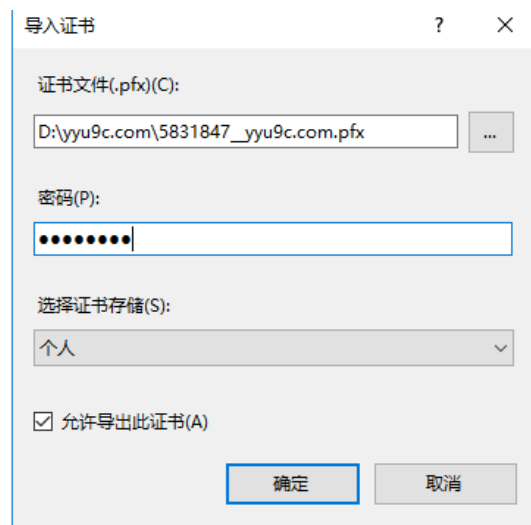 导入证书
?
证书文件(.pfx)(C):
D:\yyu9c.com\5831847__yyu9c.com.pfx
...
密码(P):
●●●●●●●●
选择证书存储(S):
个人
允许导出此证书(A)
确定
取消